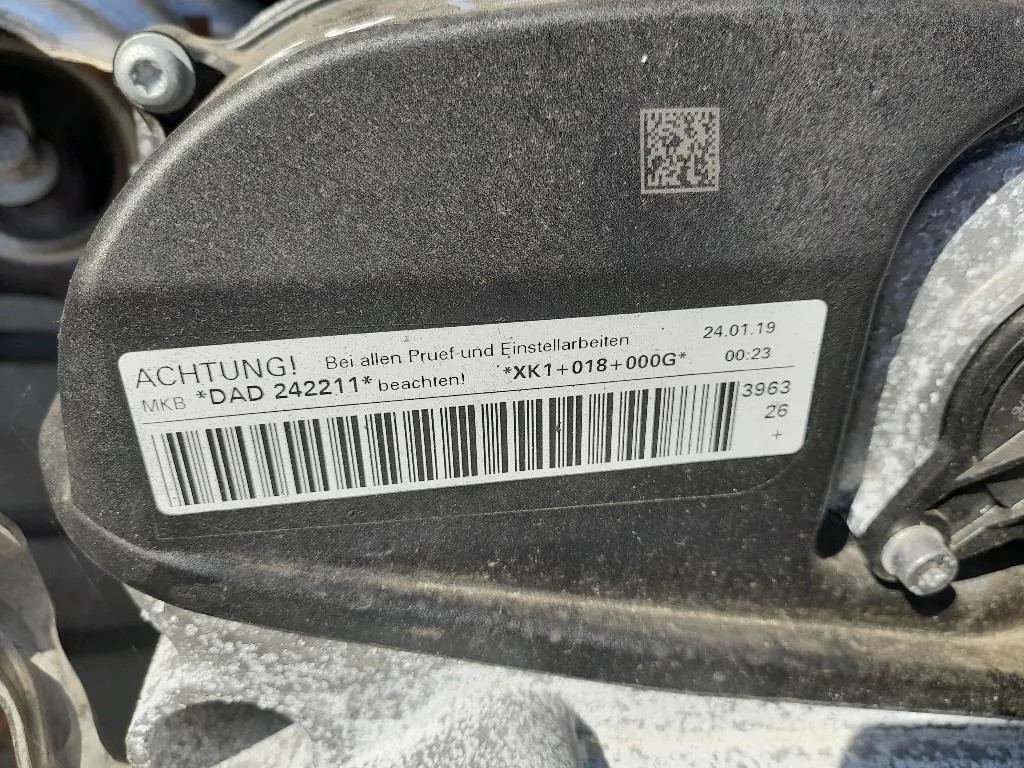 ACHTUNG! Bei allen Pruef-und Einstellarbeiten 24.01.19
MKB *DAD 242211* beachten! *XK1+018+000G* 00:23
3963
26
+